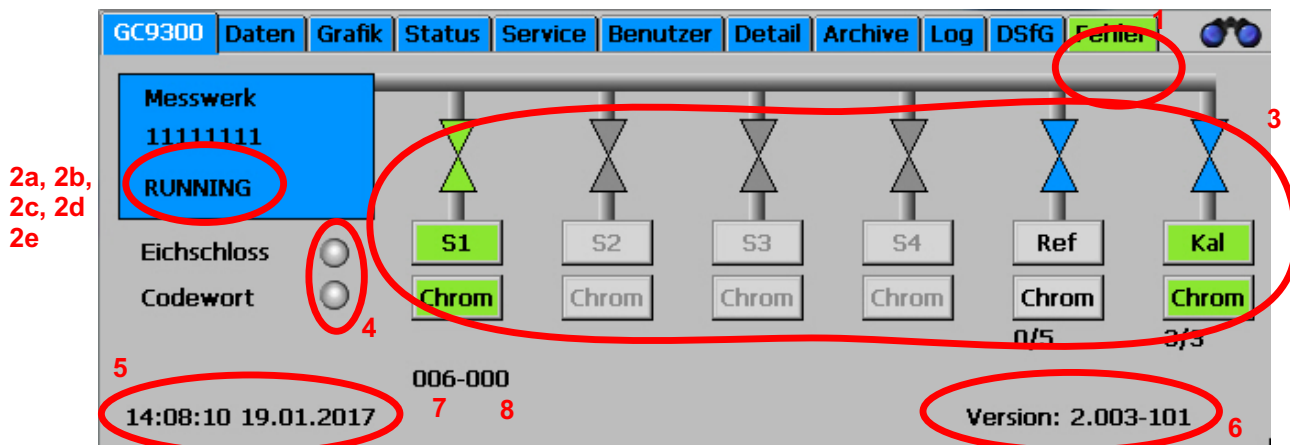 GC9300 Daten Grafik Status Service Benutzer Detail Archive Log DSfG Fehler 1
Messwerk
11111111
RUNNING
2a, 2b,
2c, 2d
2e
3
Eichschloss
Codewort
4
S1 S2 S3 S4 Ref Kal
Chrom Chrom Chrom Chrom Chrom Chrom
0/5 3/3
5
006-000
7 8
14:08:10 19.01.2017
Version: 2.003-101
6